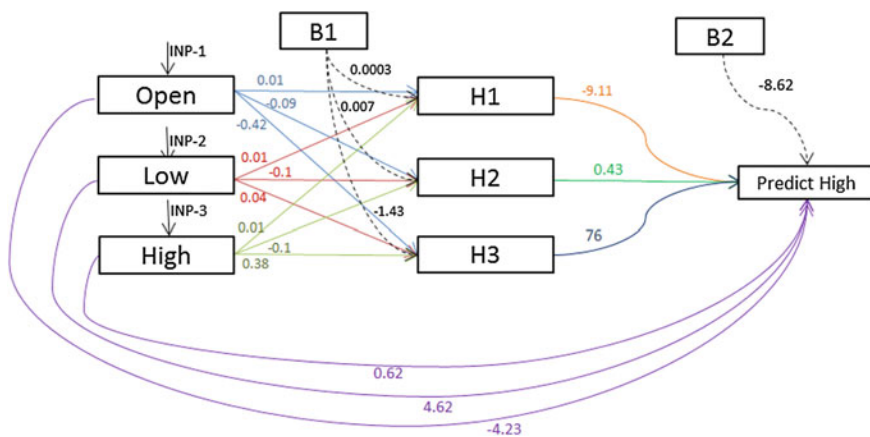 B1
B2
INP-1
Open
0.01
-0.09
-0.42
0.0003
0.007
-1.43
H1
-9.11
-8.62
INP-2
Low
0.01
-0.1
0.04
H2
0.43
Predict High
INP-3
High
0.01
-0.1
0.38
H3
76
0.62
4.62
-4.23